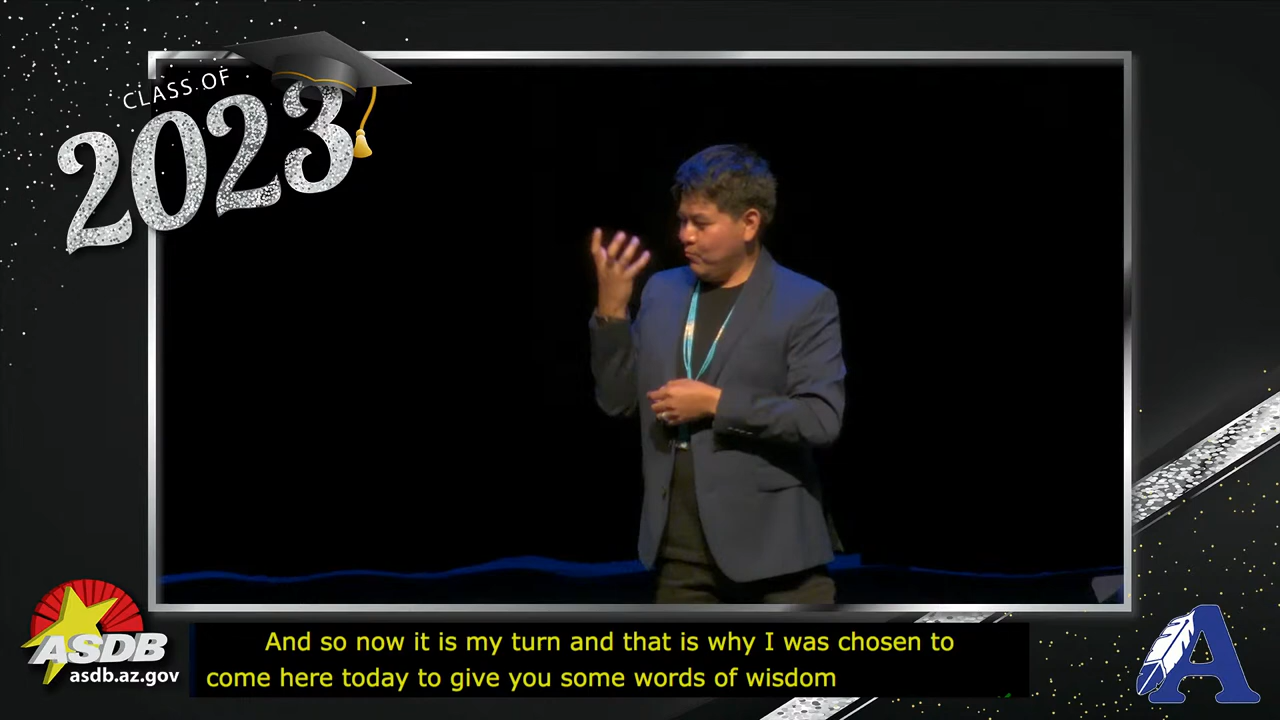 CLASS OF
2023
And so now it is my turn and that is why I was chosen to
come here today to give you some words of wisdom
ASDB
asdb.az.gov
A